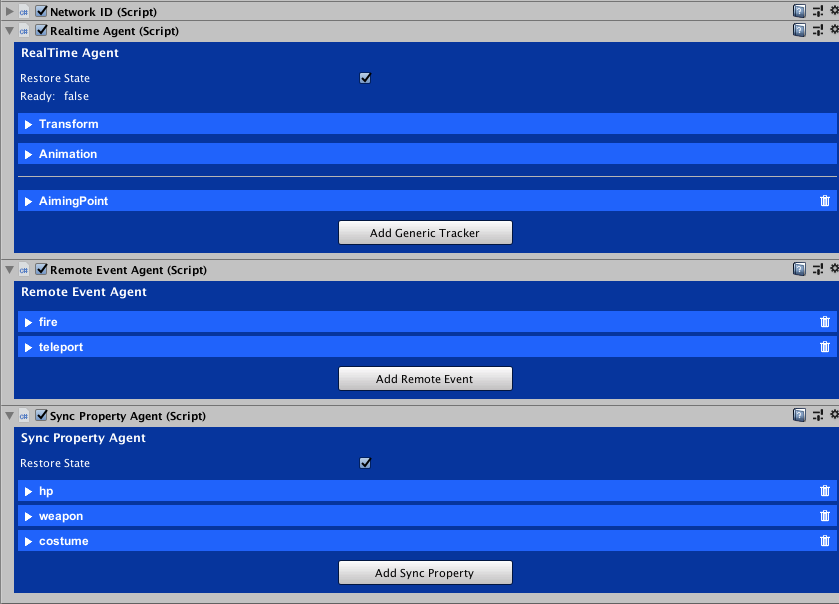 Network ID (Script)
Realtime Agent (Script)
RealTime Agent
Restore State
Ready: false
Transform
Animation
AimingPoint
Add Generic Tracker
Remote Event Agent (Script)
Remote Event Agent
fire
teleport
Add Remote Event
Sync Property Agent (Script)
Sync Property Agent
Restore State
hp
weapon
costume
Add Sync Property